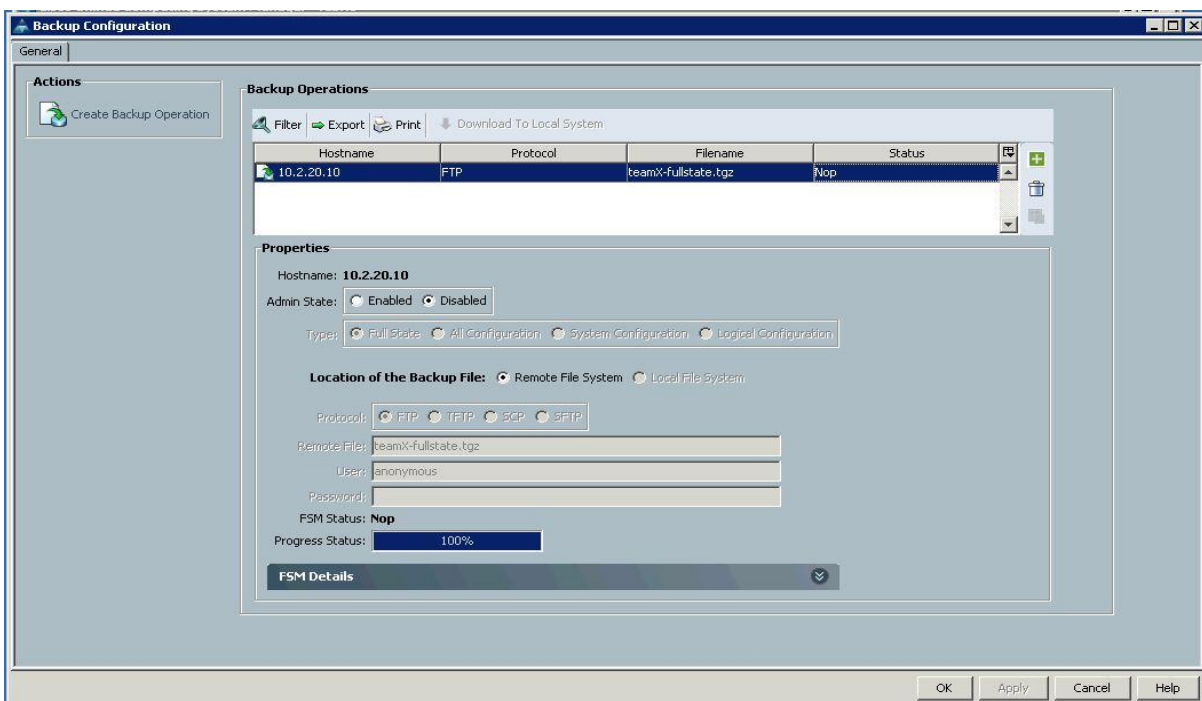 Backup Configuration
General
Actions
Create Backup Operation
Backup Operations
Filter Export Print Download To Local System
Hostname Protocol Filename Status
10.2.20.10 FTP teamX-fullstate.tgz Nop
Properties
Hostname: 10.2.20.10
Admin State: Enabled Disabled
Type: Full State All Configuration System Configuration Logical Configuration
Location of the Backup File: Remote File System Local File System
Protocol: FTP TFTP SCP SFTP
Remote File: teamX-fullstate.tgz
User: anonymous
Password:
FSM Status: Nop
Progress Status: 100%
FSM Details
OK Apply Cancel Help